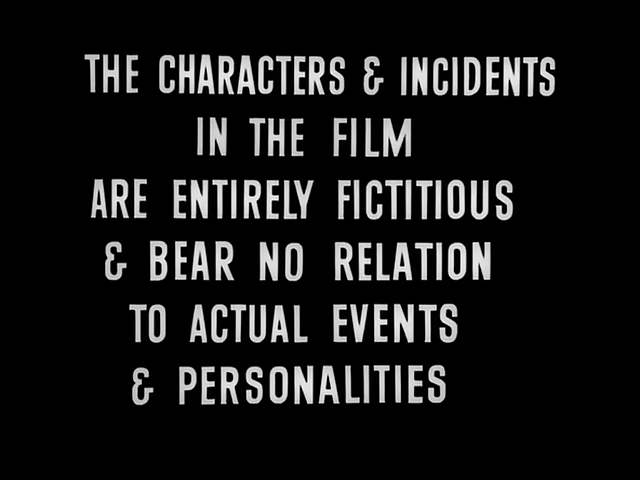 THE CHARACTERS & INCIDENTS
IN THE FILM
ARE ENTIRELY FICTITIOUS
& BEAR NO RELATION
TO ACTUAL EVENTS
& PERSONALITIES